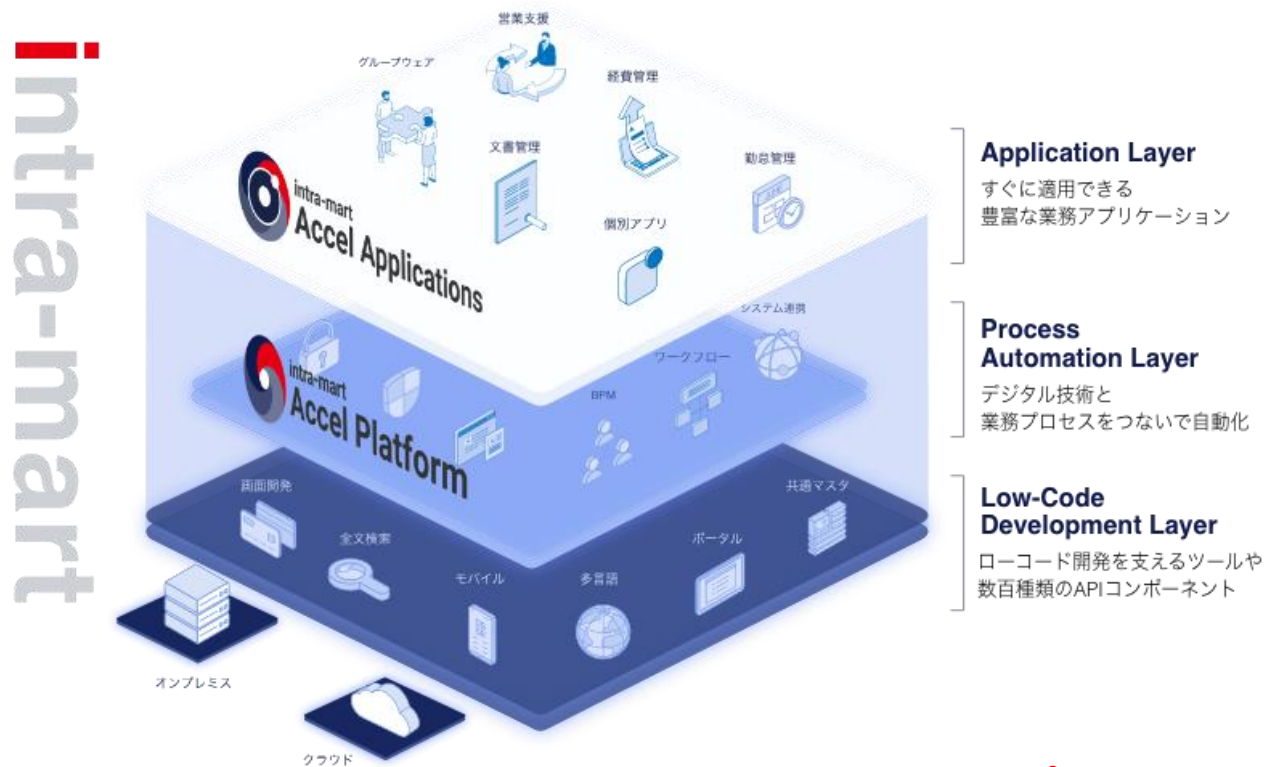 intra-mart
営業支援
グループウェア
経費管理
文書管理
勤怠管理
個別アプリ
intra-mart
Accel Applications
システム連携
ワークフロー
BPM
intra-mart
Accel Platform
画面開発
共通マスタ
全文検索
ポータル
モバイル
多言語
オンプレミス
クラウド
Application Layer
すぐに適用できる
豊富な業務アプリケーション
Process
Automation Layer
デジタル技術と
業務プロセスをつないで自動化
Low-Code
Development Layer
ローコード開発を支えるツールや
数百種類のAPIコンポーネント